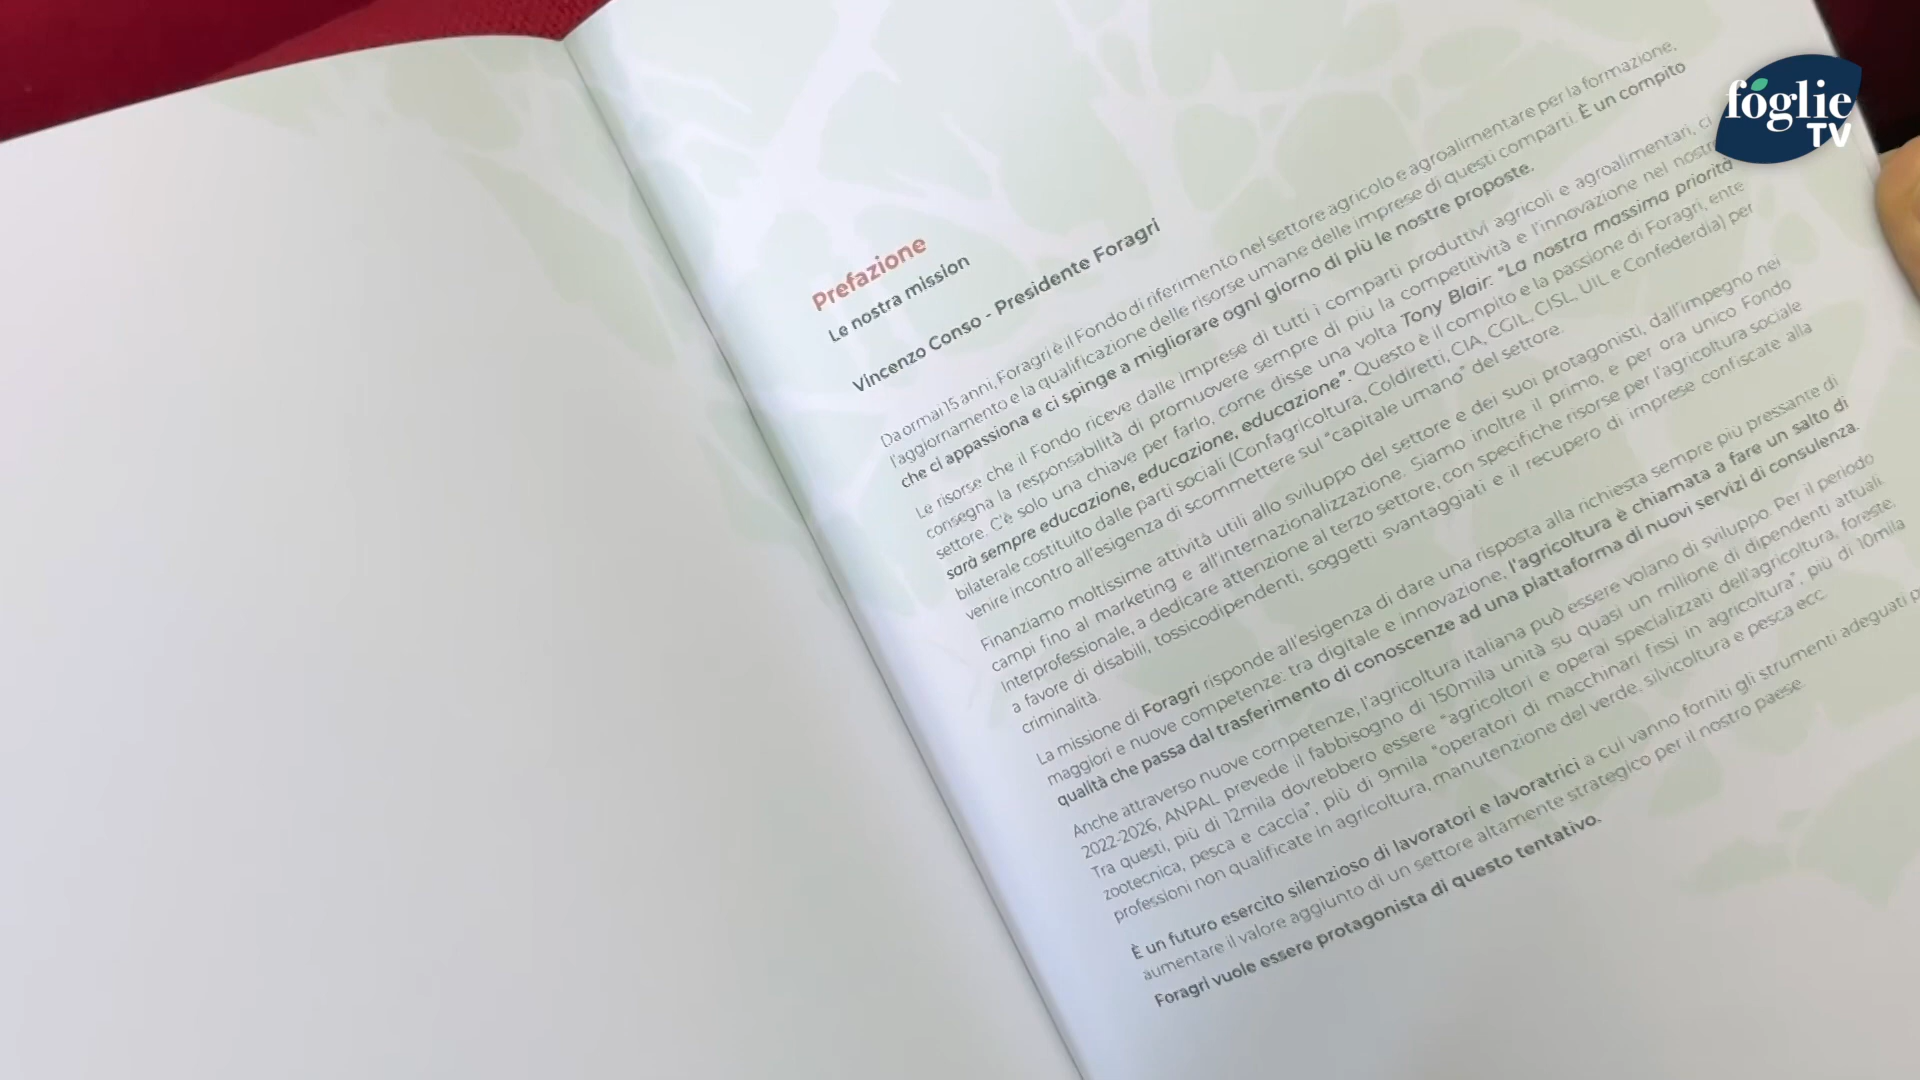 foglie
TV
Prefazione
Le nostra mission
Vincenzo Conso - Presidente Foragri
Da ormai 15 anni, Foragri è il Fondo di riferimento nel settore agricolo e agroalimentare per la formazione,
l'aggiornamento e la qualificazione delle risorse umane delle imprese di questi comparti. È un compito
che ci appassiona e ci spinge a migliorare ogni giorno di più le nostre proposte.
Le risorse che il Fondo riceve dalle imprese di tutti i comparti produttivi agricoli e agroalimentari, ci
consegna la responsabilità di promuovere sempre di più la competitività e l'innovazione nel nostro
settore. C'è solo una chiave per farlo, come disse una volta Tony Blair: "La nostra massima priorità
sarà sempre educazione, educazione, educazione". Questo è il compito e la passione di Foragri, ente
bilaterale costituito dalle parti sociali (Confagricoltura, Coldiretti, CIA, CGIL, CISL, UIL e Confederdia) per
venire incontro all'esigenza di scommettere sul "capitale umano" del settore.
Finanziamo moltissime attività utili allo sviluppo del settore e dei suoi protagonisti, dall'impegno nei
campi fino al marketing e all'internazionalizzazione. Siamo inoltre il primo, e per ora unico Fondo
Interprofessionale, a dedicare attenzione al terzo settore, con specifiche risorse per l'agricoltura sociale
a favore di disabili, tossicodipendenti, soggetti svantaggiati e il recupero di imprese confiscate alla
criminalità.
La missione di Foragri risponde all'esigenza di dare una risposta alla richiesta sempre più pressante di
maggiori e nuove competenze: tra digitale e innovazione, l'agricoltura è chiamata a fare un salto di
qualità che passa dal trasferimento di conoscenze ad una piattaforma di nuovi servizi di consulenza.
Anche attraverso nuove competenze, l'agricoltura italiana può essere volano di sviluppo. Per il periodo
2022-2026, ANPAL prevede il fabbisogno di 150mila unità su quasi un milione di dipendenti attuali.
Tra questi, più di 12mila dovrebbero essere "agricoltori e operai specializzati dell'agricoltura, foreste,
zootecnica, pesca e caccia", più di 9mila "operatori di macchinari fissi in agricoltura", più di 10mila
professioni non qualificate in agricoltura, manutenzione del verde, silvicoltura e pesca ecc.
È un futuro esercito silenzioso di lavoratori e lavoratrici a cui vanno forniti gli strumenti adeguati
aumentare il valore aggiunto di un settore altamente strategico per il nostro paese.
Foragri vuole essere protagonista di questo tentativo.